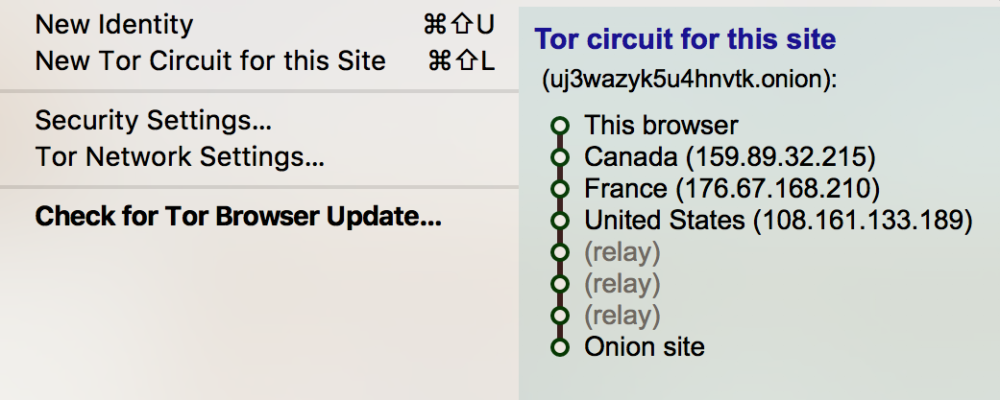 New Identity ⌘⇧U
New Tor Circuit for this Site ⌘⇧L
Security Settings...
Tor Network Settings...
Check for Tor Browser Update...
Tor circuit for this site
(uj3wazyk5u4hnvtk.onion):
This browser
Canada (159.89.32.215)
France (176.67.168.210)
United States (108.161.133.189)
(relay)
(relay)
(relay)
Onion site